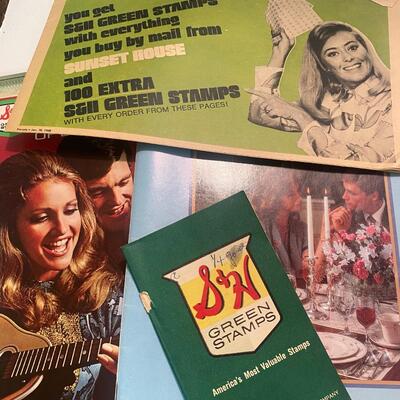 you get
S&H GREEN STAMPS
with everything
you buy by mail from
SUNSET HOUSE
and
100 EXTRA
S&H GREEN STAMPS
WITH EVERY ORDER FROM THESE PAGES!
S&H
GREEN
STAMPS
America's Most Valuable Stamps
COMPANY